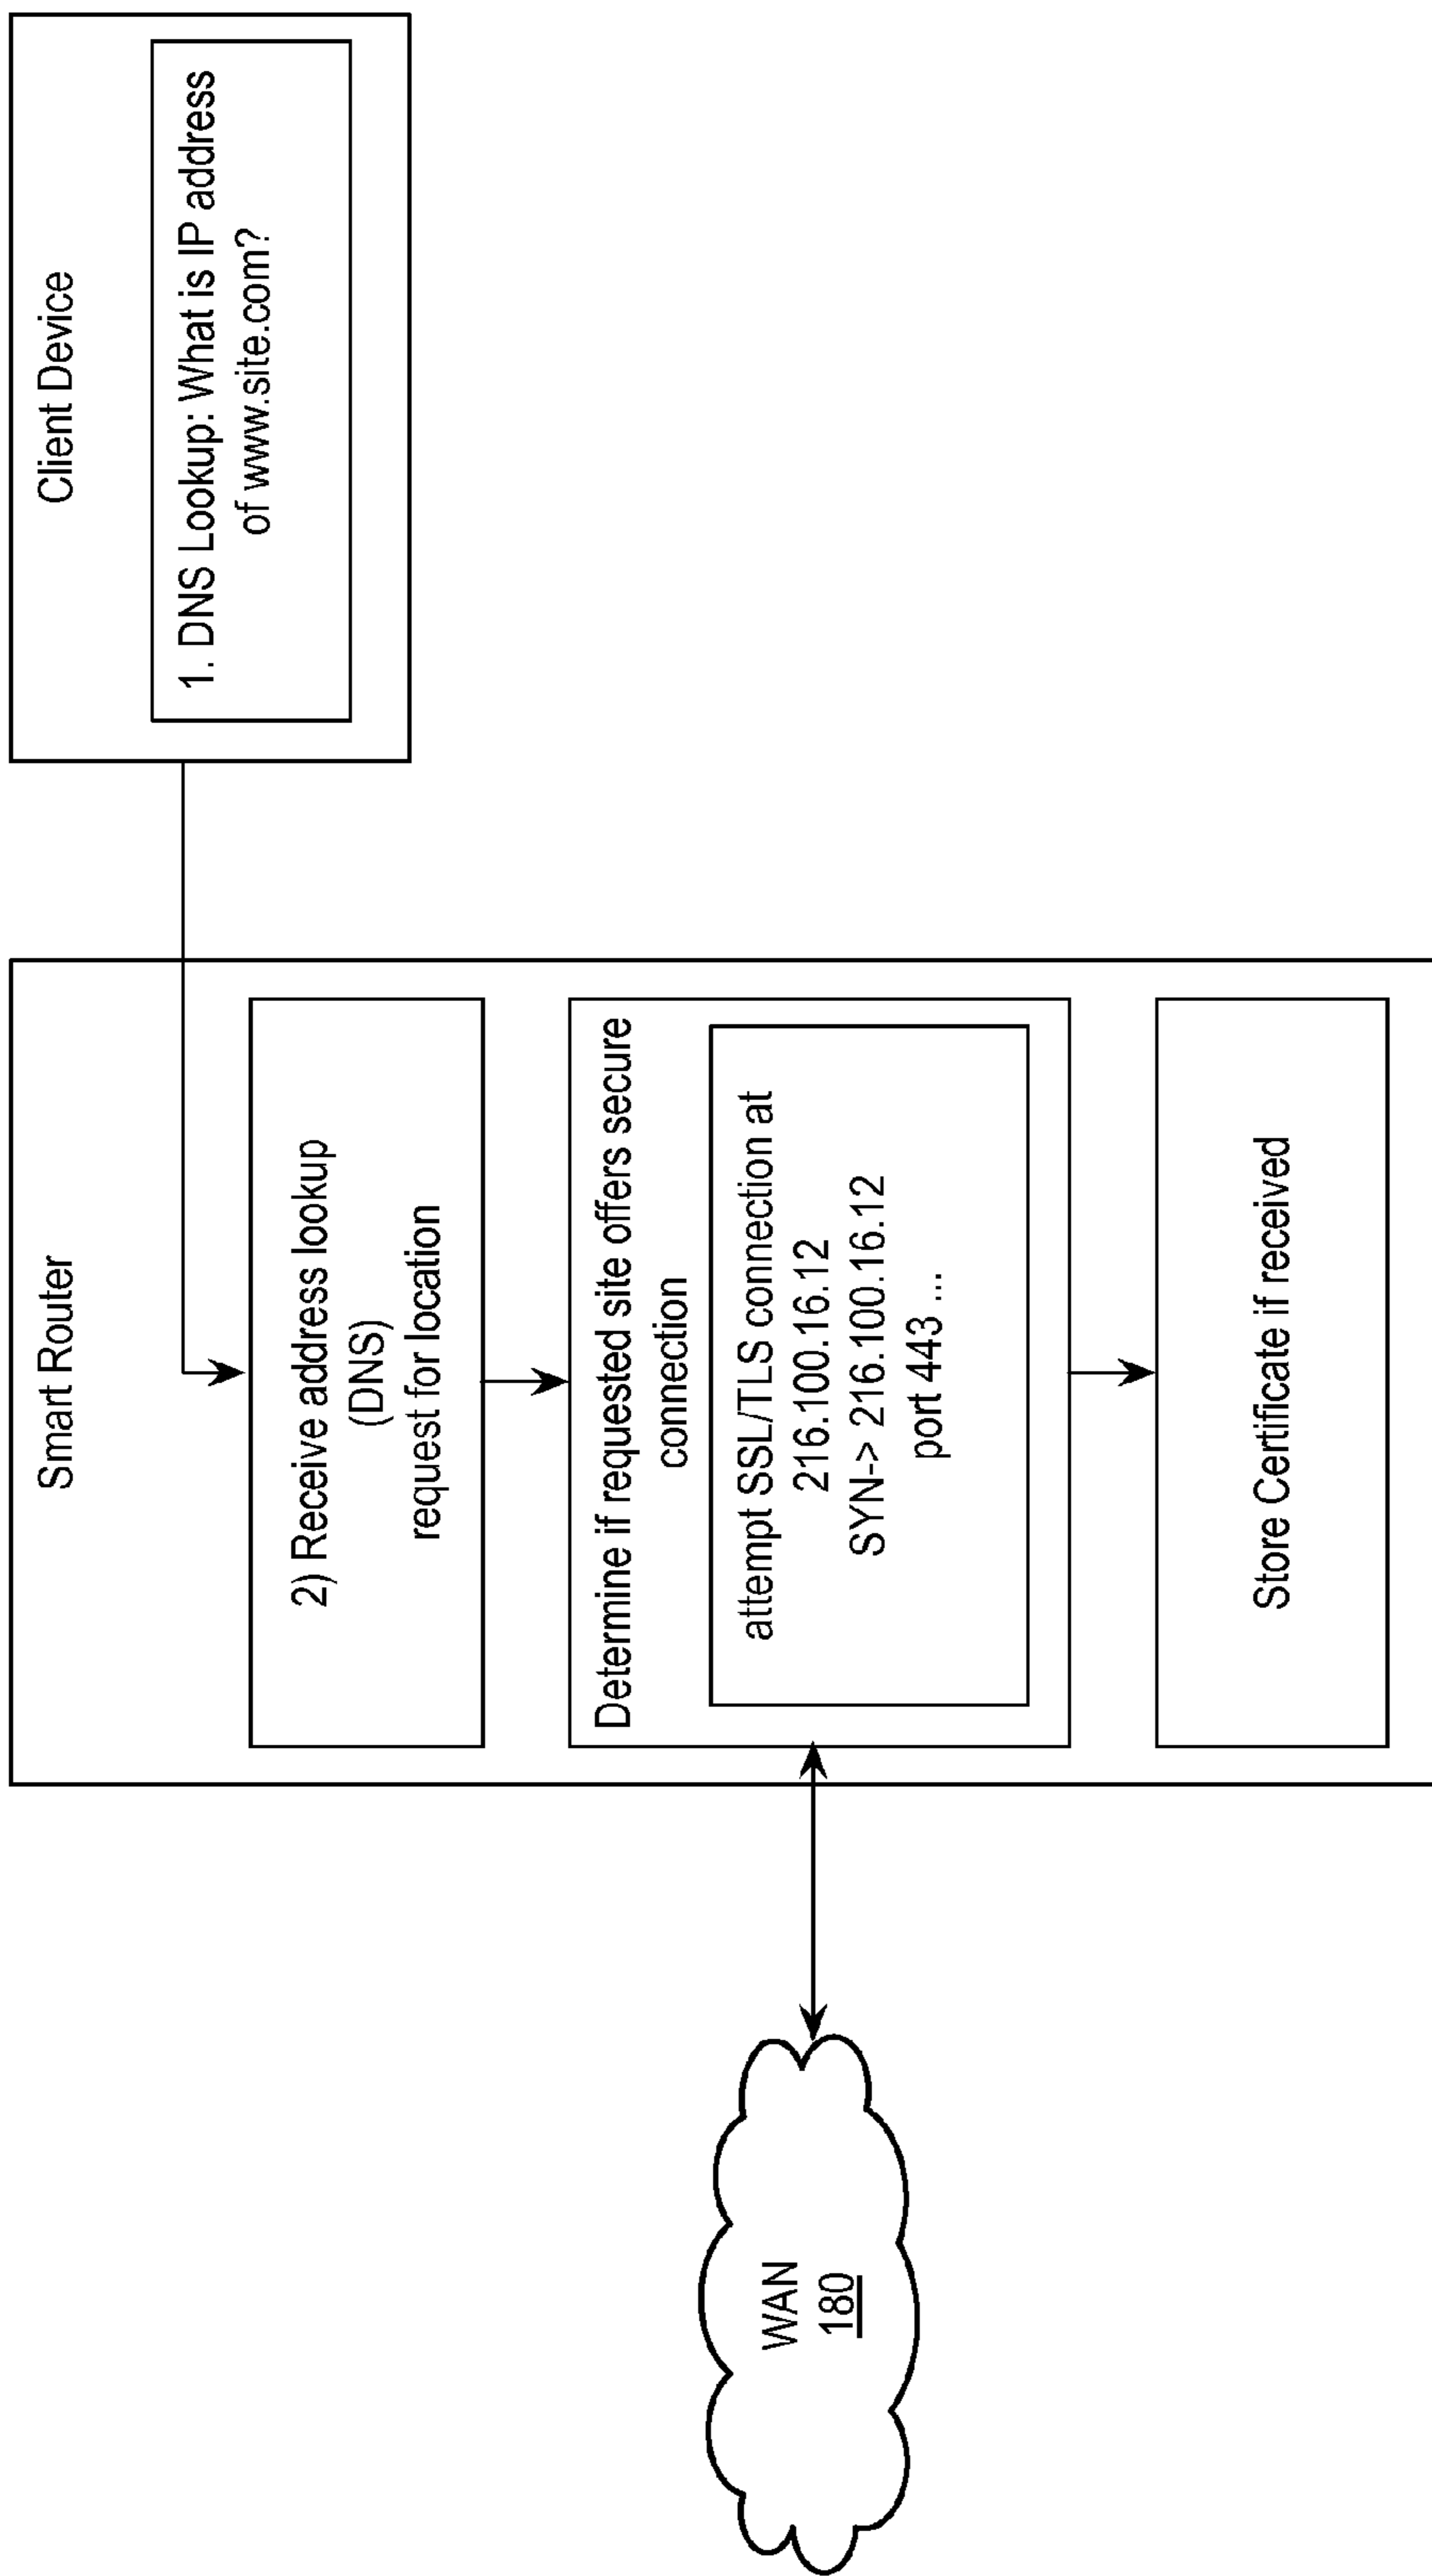 Client Device
1. DNS Lookup: What is IP address
of www.site.com?
Smart Router
2) Receive address lookup
(DNS)
request for location
Determine if requested site offers secure
connection
attempt SSL/TLS connection at
216.100.16.12
SYN-> 216.100.16.12
port 443 ...
Store Certificate if received
WAN
180